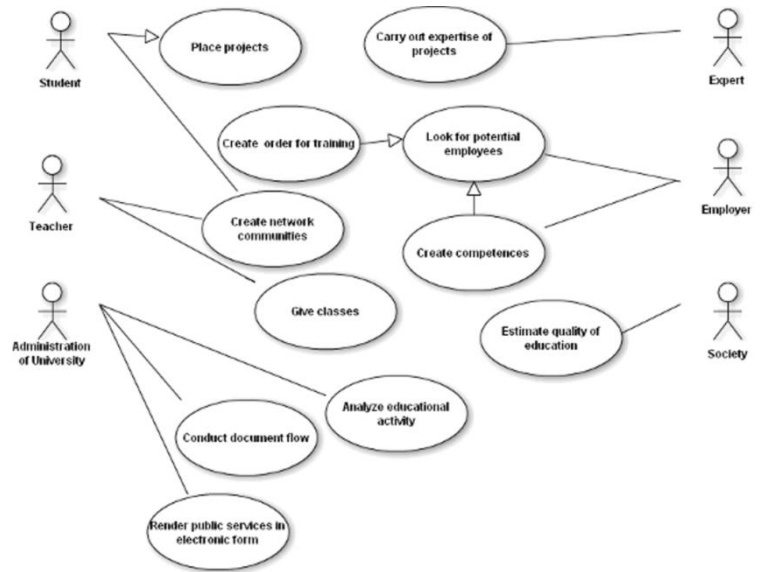 Student
Place projects
Carry out expertise of
projects
Expert
Create order for training
Look for potential
employees
Teacher
Create network
communities
Create competences
Employer
Give classes
Administration
of University
Estimate quality of
education
Society
Analyze educational
activity
Conduct document flow
Render public services in
electronic form